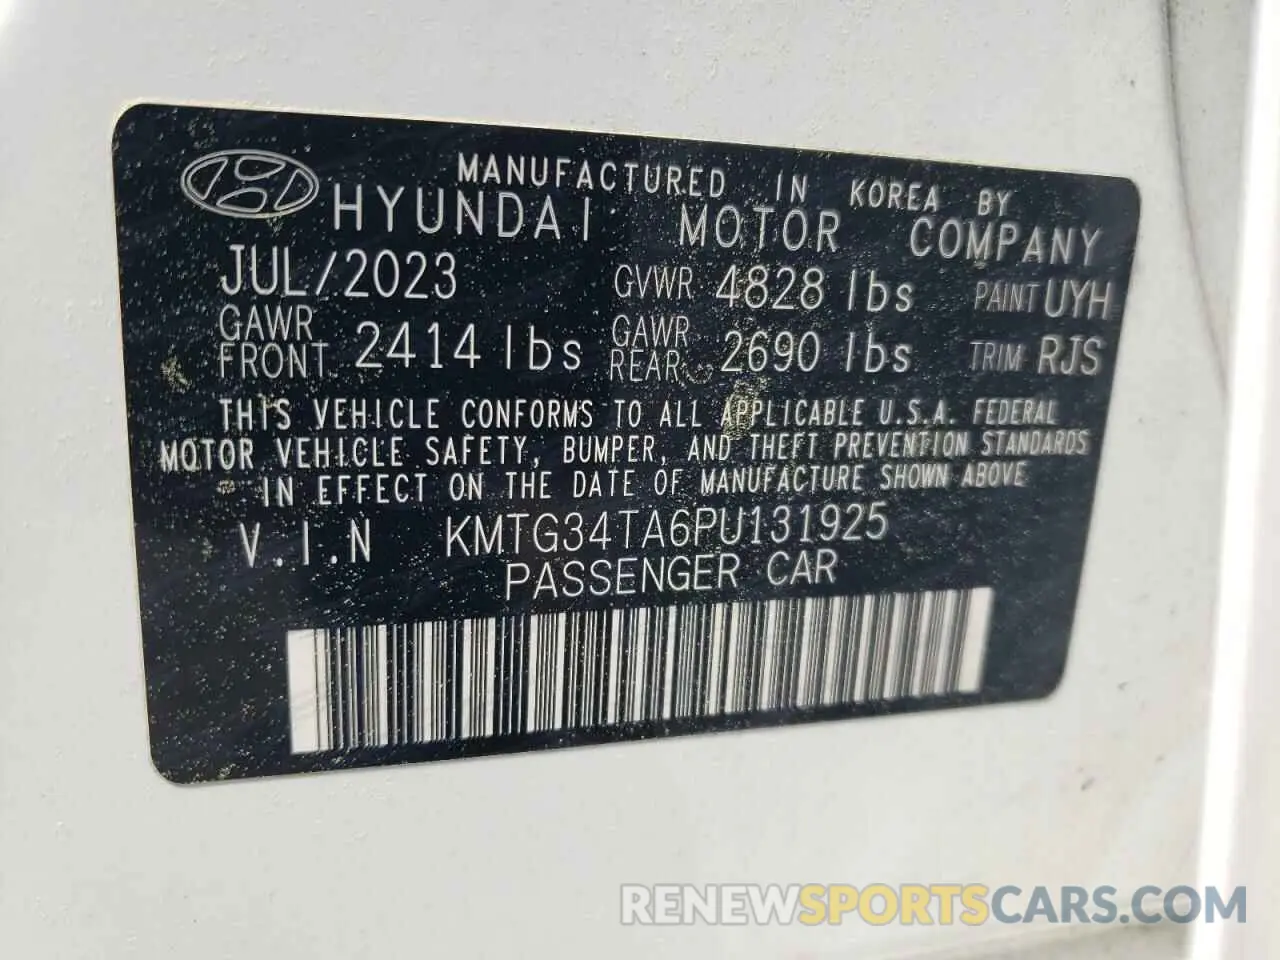 MANUFACTURED IN KOREA BY
HYUNDAI MOTOR COMPANY
JUL/2023 GVWR 4828 lbs PAINT UYH
GAWR FRONT 2414 lbs GAWR REAR 2690 lbs TRIM RJS
THIS VEHICLE CONFORMS TO ALL APPLICABLE U.S.A. FEDERAL
MOTOR VEHICLE SAFETY, BUMPER, AND THEFT PREVENTION STANDARDS
IN EFFECT ON THE DATE OF MANUFACTURE SHOWN ABOVE
V.I.N KMTG34TA6PU131925
PASSENGER CAR
RENEWSPORTSCARS.COM